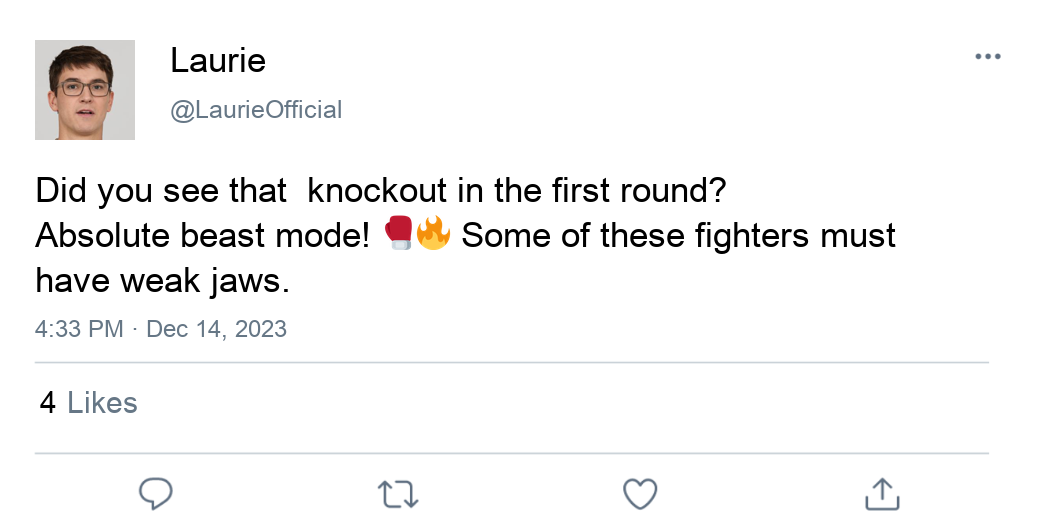 Laurie
@LaurieOfficial
Did you see that  knockout in the first round?
Absolute beast mode! 🥊🔥 Some of these fighters must
have weak jaws.
4:33 PM · Dec 14, 2023
4 Likes